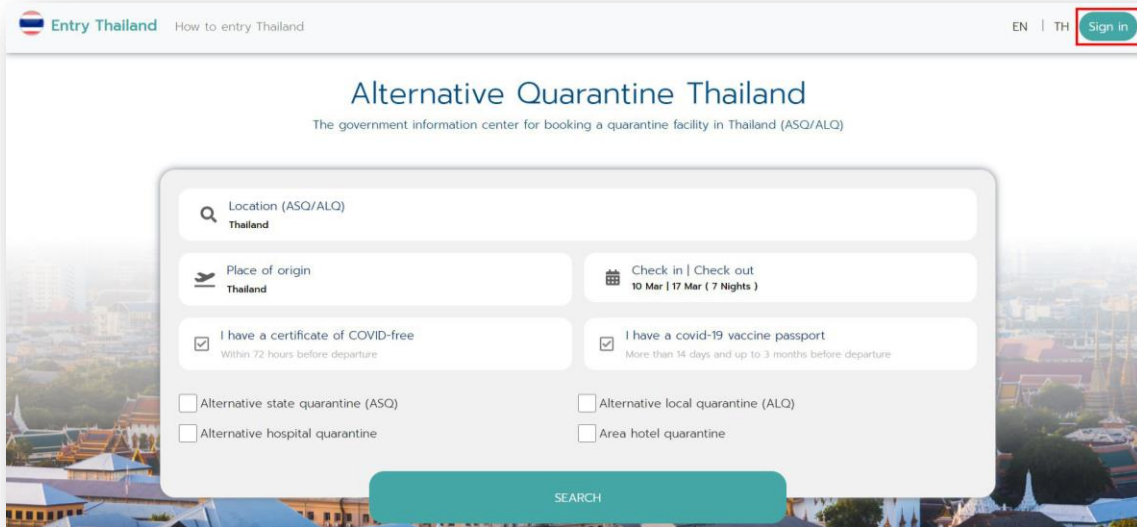 Entry Thailand How to entry Thailand EN | TH Sign in
Alternative Quarantine Thailand
The government information center for booking a quarantine facility in Thailand (ASQ/ALQ)
Location (ASQ/ALQ)
Thailand
Place of origin
Thailand
Check in | Check out
10 Mar | 17 Mar ( 7 Nights )
I have a certificate of COVID-free
Within 72 hours before departure
I have a covid-19 vaccine passport
More than 14 days and up to 3 months before departure
Alternative state quarantine (ASQ)
Alternative local quarantine (ALQ)
Alternative hospital quarantine
Area hotel quarantine
SEARCH